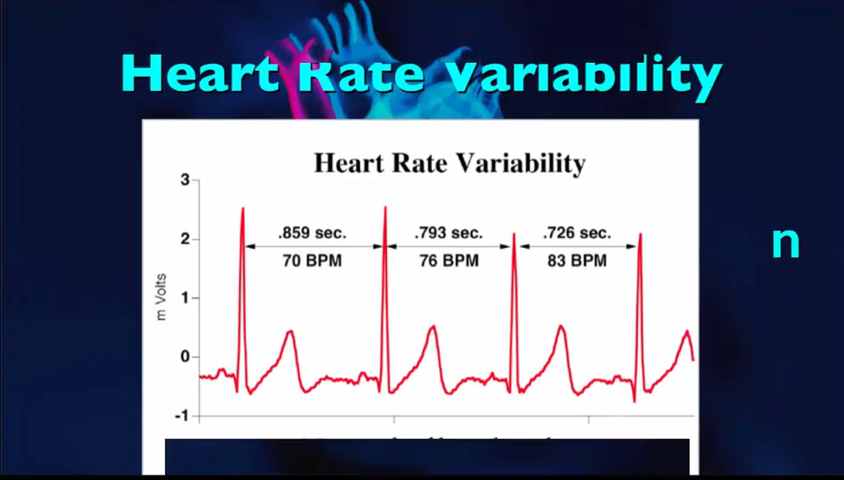 Heart Rate Variability
Heart Rate Variability
3
.859 sec. .793 sec. .726 sec.
2
70 BPM 76 BPM 83 BPM
n
m Volts
1
0
-1